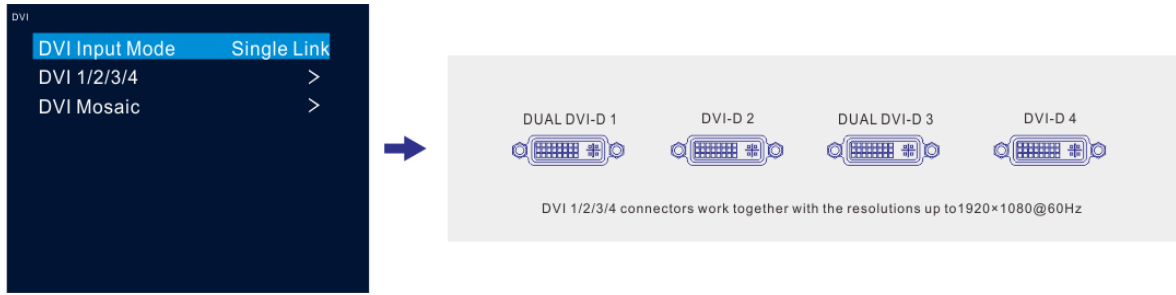 DVI
DVI Input Mode Single Link
DVI 1/2/3/4 >
DVI Mosaic >
DUAL DVI-D 1 DVI-D 2 DUAL DVI-D 3 DVI-D 4
DVI 1/2/3/4 connectors work together with the resolutions up to1920×1080@60Hz